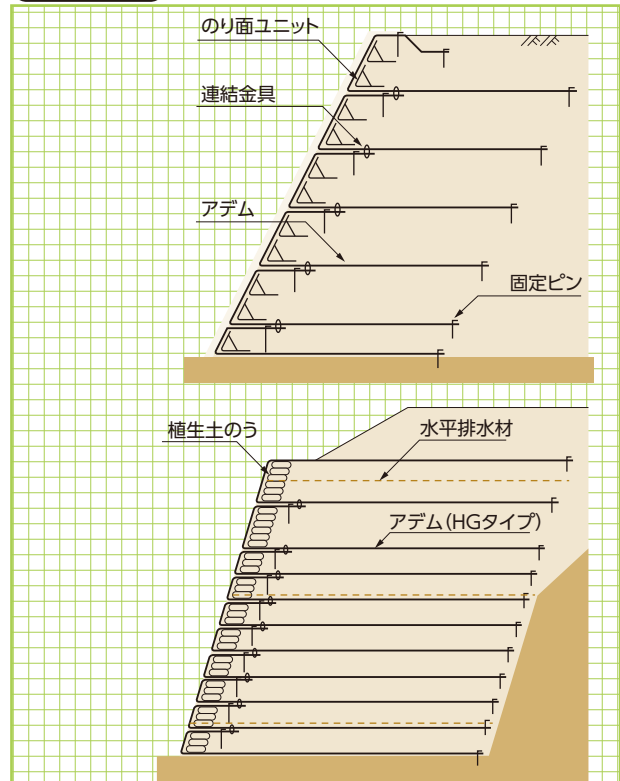 のり面ユニット
連結金具
アデム
固定ピン
植生土のう
水平排水材
アデム(HGタイプ)